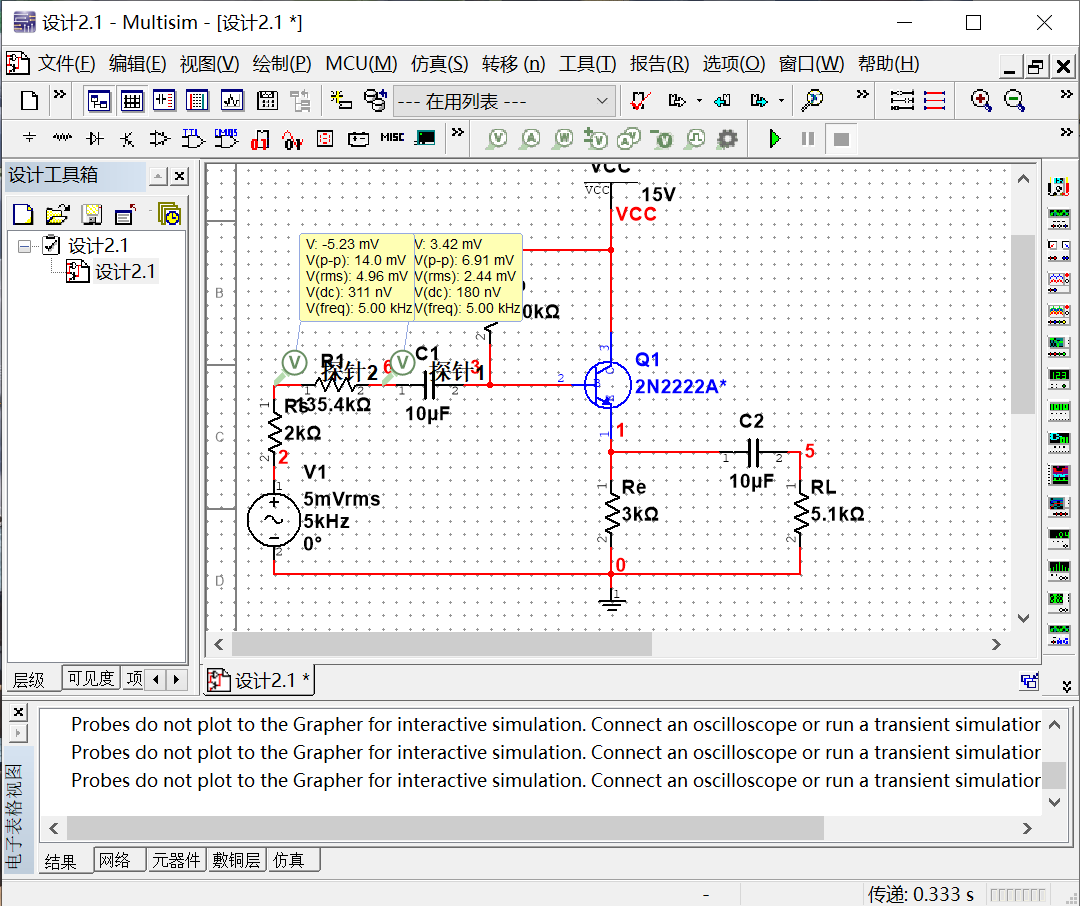 设计2.1 - Multisim - [设计2.1 *]
文件(F) 编辑(E) 视图(V) 绘制(P) MCU(M) 仿真(S) 转移 (n) 工具(T) 报告(R) 选项(O) 窗口(W) 帮助(H)
--- 在用列表 ---
MISC
设计工具箱
设计2.1
设计2.1
层级 可见度 项
VCC
VCC
15V
VCC
V: -5.23 mV
V(p-p): 14.0 mV
V(rms): 4.96 mV
V(dc): 311 nV
V(freq): 5.00 kHz
V: 3.42 mV
V(p-p): 6.91 mV
V(rms): 2.44 mV
V(dc): 180 nV
V(freq): 5.00 kHz
0kΩ
B
C
D
V
R1
探针2
6
V
C1
探针1
3
135.4kΩ
10µF
Rs
2kΩ
2
V1
5mVrms
5kHz
0°
Q1
2N2222A*
1
C2
10µF
5
Re
3kΩ
RL
5.1kΩ
0
设计2.1 *
Probes do not plot to the Grapher for interactive simulation. Connect an oscilloscope or run a transient simulation
Probes do not plot to the Grapher for interactive simulation. Connect an oscilloscope or run a transient simulation
Probes do not plot to the Grapher for interactive simulation. Connect an oscilloscope or run a transient simulation
电子表格视图
结果 网络 元器件 敷铜层 仿真
- 传递: 0.333 s